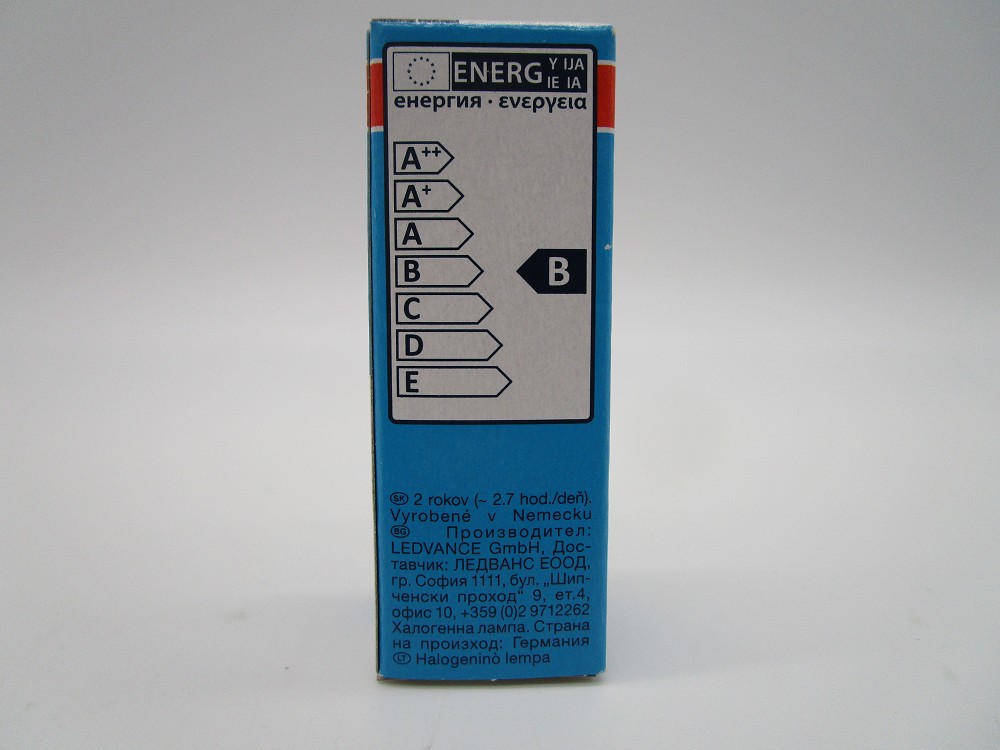 ENERG Y IJA
IE IA
енергия · ενεργεια
A++
A+
A
B
B
C
D
E
SK 2 rokov (~ 2.7 hod./deň).
Vyrobené v Nemecku
BG Производител:
LEDVANCE GmbH, Дос-
тавчик: ЛЕДВАНС ЕООД,
гр. София 1111, бул. „Шип-
ченски проход“ 9, ет.4,
офис 10, +359 (0)2 9712262
Халогенна лампа. Страна
на произход: Германия
LT Halogeninò lempa